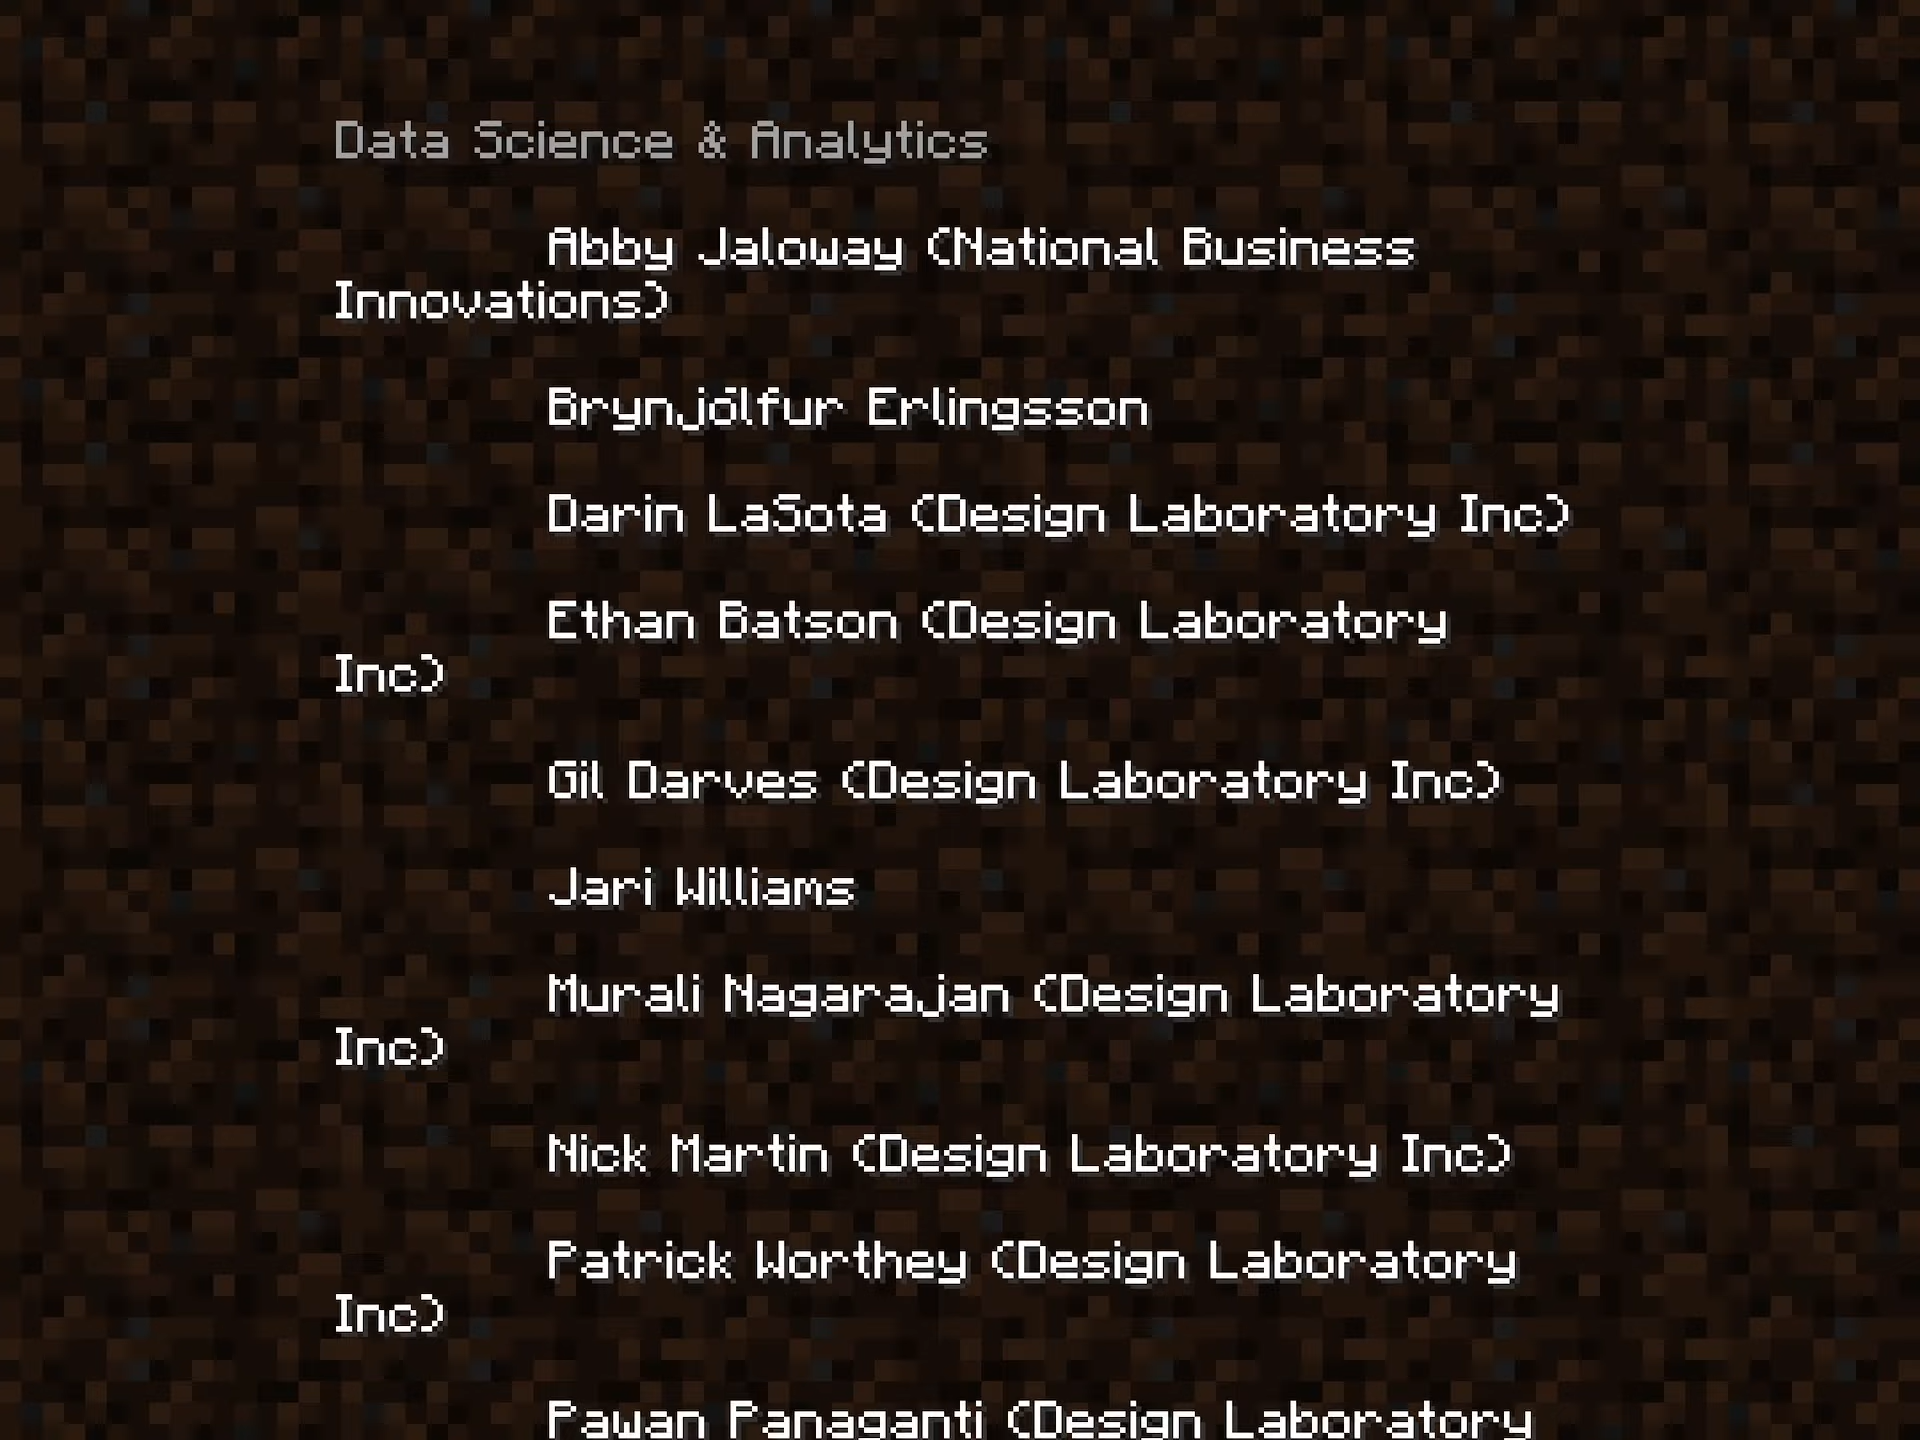 Data Science & Analytics
Abby Jaloway (National Business
Innovations)
Brynjólfur Erlingsson
Darin LaSota (Design Laboratory Inc)
Ethan Batson (Design Laboratory
Inc)
Gil Darves (Design Laboratory Inc)
Jari Williams
Murali Nagarajan (Design Laboratory
Inc)
Nick Martin (Design Laboratory Inc)
Patrick Worthey (Design Laboratory
Inc)
Pawan Panaganti (Design Laboratory